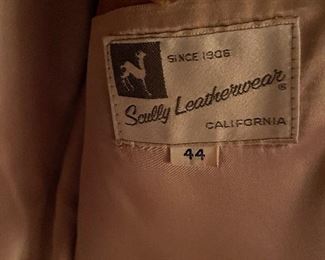 SINCE 1906
Scully Leatherwear ®
CALIFORNIA
44